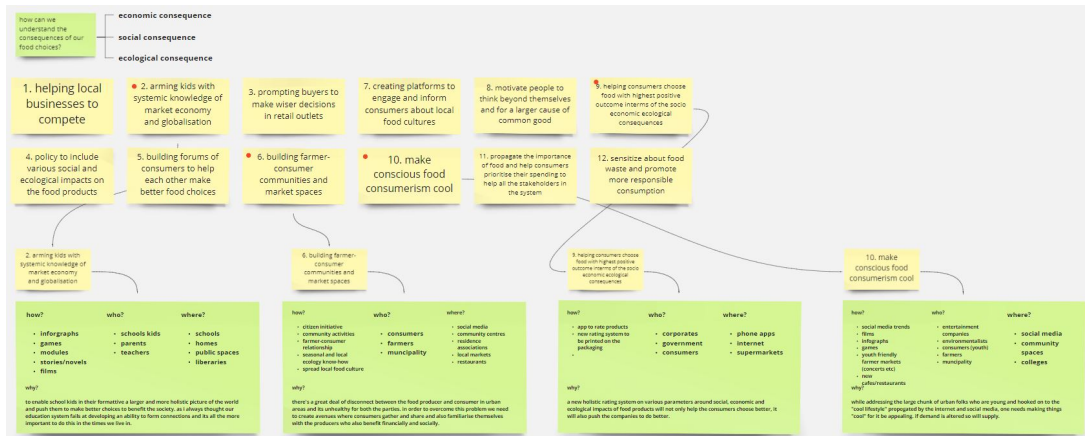 how can we
understand the
consequences of our
food choices?
economic consequence
social consequence
ecological consequence
1. helping local
businesses to
compete
2. arming kids with
systemic knowledge of
market economy
and globalisation
3. prompting buyers to
make wiser decisions
in retail outlets
7. creating platforms to
engage and inform
consumers about local
food cultures
8. motivate people to
think beyond themselves
and for a larger cause of
common good
9. helping consumers choose
food with highest positive
outcome interms of the socio
economic ecological
consequences
4. policy to include
various social and
ecological impacts on
the food products
5. building forums of
consumers to help
each other make
better food choices
6. building farmer-
consumer
communities and
market spaces
10. make
conscious food
consumerism cool
11. propagate the importance
of food and help consumers
prioritise their spending to
help all the stakeholders in
the system
12. sensitize about food
waste and promote
more responsible
consumption
2. arming kids with
systemic knowledge of
market economy
and globalisation
6. building farmer-
consumer
communities and
market spaces
9. helping consumers choose
food with highest positive
outcome interms of the socio
economic ecological
consequences
10. make
conscious food
consumerism cool
how?
infographs
games
modules
stories/novels
films
who?
schools kids
parents
teachers
where?
schools
homes
public spaces
liberaries
why?
to enable school kids in their formattive a larger and more holistic picture of the world
and push them to make better choices to benefit the society. as i always thought our
education system fails at developing an ability to form connections and its all the more
important to do this in the times we live in.
how?
citizen initiative
community activities
farmer-consumer
relationship
seasonal and local
ecology know-how
spread local food culture
who?
consumers
farmers
muncipality
where?
social media
community centres
residence
associations
local markets
restaurants
why?
there's a great deal of disconnect between the food producer and consumer in urban
areas and its unhealthy for both the parties. in order to overcome this problem we need
to create avenues where consumers gather and share and also familiarise themselves
with the producers who also benefit financially and socially.
how?
app to rate products
new rating system to
be printed on the
packaging
who?
corporates
government
consumers
where?
phone apps
internet
supermarkets
why?
a new holistic rating system on various parameters around social, economic and
ecological impacts of food products will not only help the consumers choose better, it
will also push the companies to do better.
how?
social media trends
films
infographs
games
youth friendly
farmer markets
(concerts etc)
new
cafes/restaurants
who?
entertainment
companies
environmentalists
consumers (youth)
farmers
muncipality
where?
social media
community
spaces
colleges
why?
while addressing the large chunk of urban folks who are young and hooked on to the
"cool lifestyle" propegated by the internet and social media, one needs making things
"cool" for it be appealing. if demand is altered so will supply.